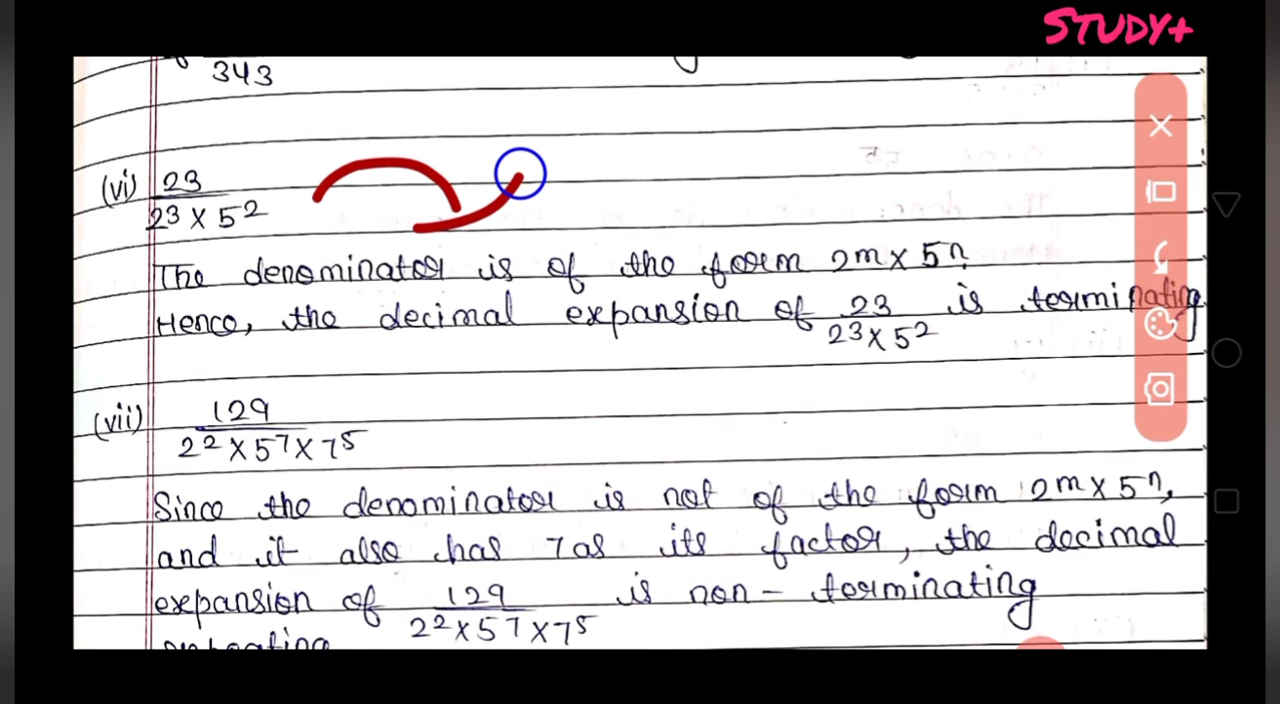 STUDY+
343
(vi) 23
2³ × 5²
The denominator is of the form 2m × 5n.
Hence, the decimal expansion of 23 is terminating
2³ × 5²
(vii) 129
2² × 5⁷ × 7⁵
Since the denominator is not of the form 2m × 5n,
and it also has 7 as its factor, the decimal
expansion of 129 is non-terminating
2² × 5⁷ × 7⁵